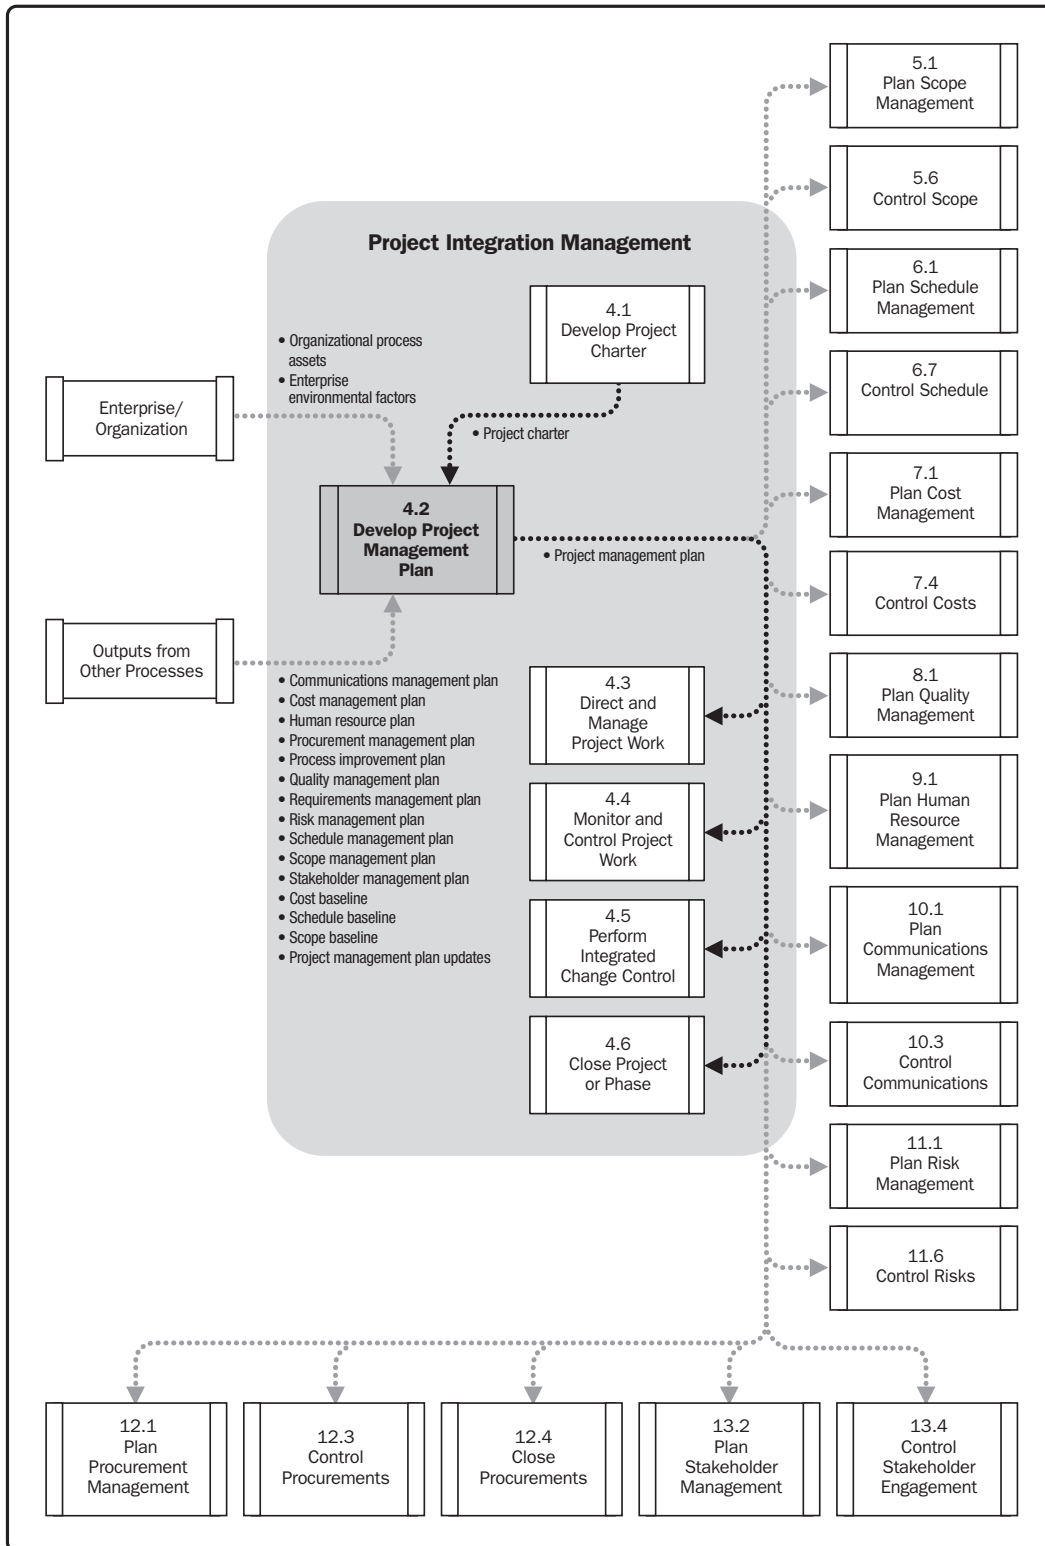 Project Integration Management
4.1
Develop Project
Charter
• Organizational process
assets
• Enterprise
environmental factors
Enterprise/
Organization
• Project charter
4.2
Develop Project
Management
Plan
• Project management plan
Outputs from
Other Processes
• Communications management plan
• Cost management plan
• Human resource plan
• Procurement management plan
• Process improvement plan
• Quality management plan
• Requirements management plan
• Risk management plan
• Schedule management plan
• Scope management plan
• Stakeholder management plan
• Cost baseline
• Schedule baseline
• Scope baseline
• Project management plan updates
4.3
Direct and
Manage
Project Work
4.4
Monitor and
Control Project
Work
4.5
Perform
Integrated
Change Control
4.6
Close Project
or Phase
5.1
Plan Scope
Management
5.6
Control Scope
6.1
Plan Schedule
Management
6.7
Control Schedule
7.1
Plan Cost
Management
7.4
Control Costs
8.1
Plan Quality
Management
9.1
Plan Human
Resource
Management
10.1
Plan
Communications
Management
10.3
Control
Communications
11.1
Plan Risk
Management
11.6
Control Risks
12.1
Plan
Procurement
Management
12.3
Control
Procurements
12.4
Close
Procurements
13.2
Plan
Stakeholder
Management
13.4
Control
Stakeholder
Engagement